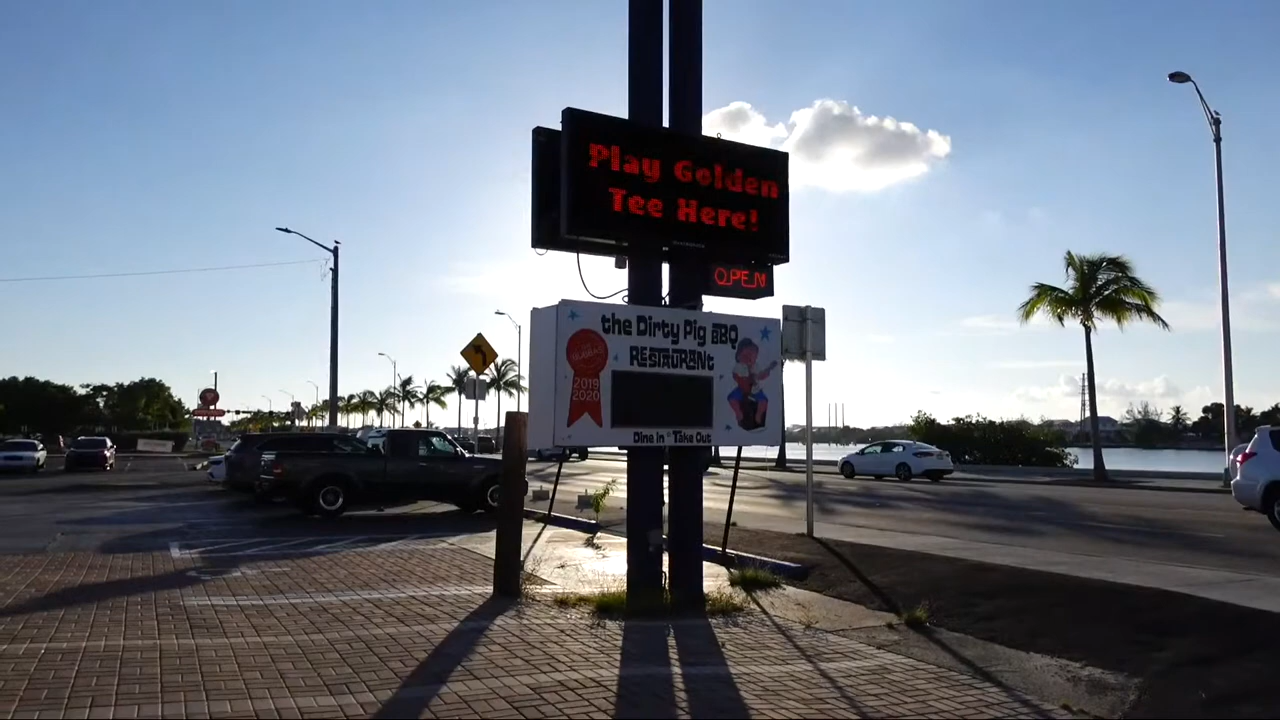 Play Golden
Tee Here!
OPEN
the Dirty Pig BBQ
RESTAURANT
2019
2020
Dine in * Take Out